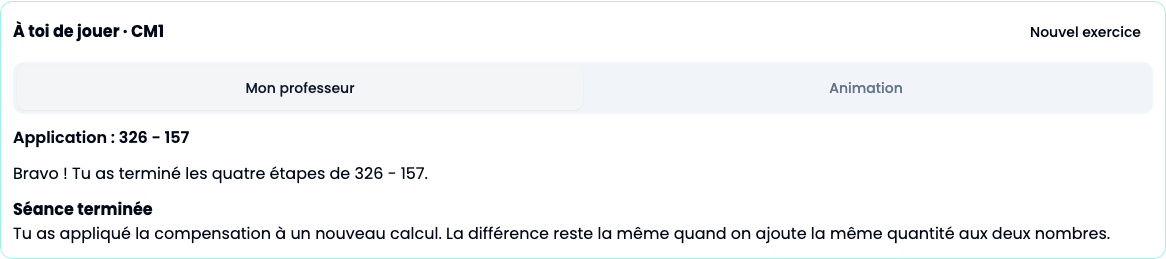 À toi de jouer · CM1
Nouvel exercice
Mon professeur
Animation
Application : 326 - 157
Bravo ! Tu as terminé les quatre étapes de 326 - 157.
Séance terminée
Tu as appliqué la compensation à un nouveau calcul. La différence reste la même quand on ajoute la même quantité aux deux nombres.